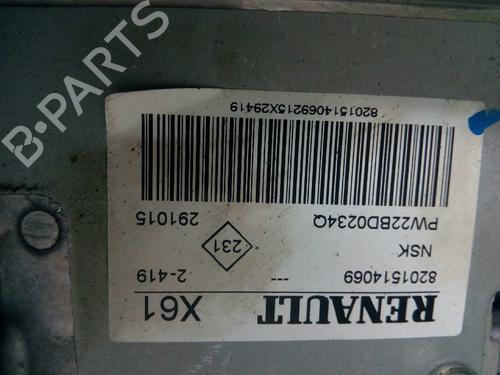 B-Parts
RENAULT X61
8201514069 --- 2-419
NSK 231
PW22BD0234Q 291015
8201514069215X29419